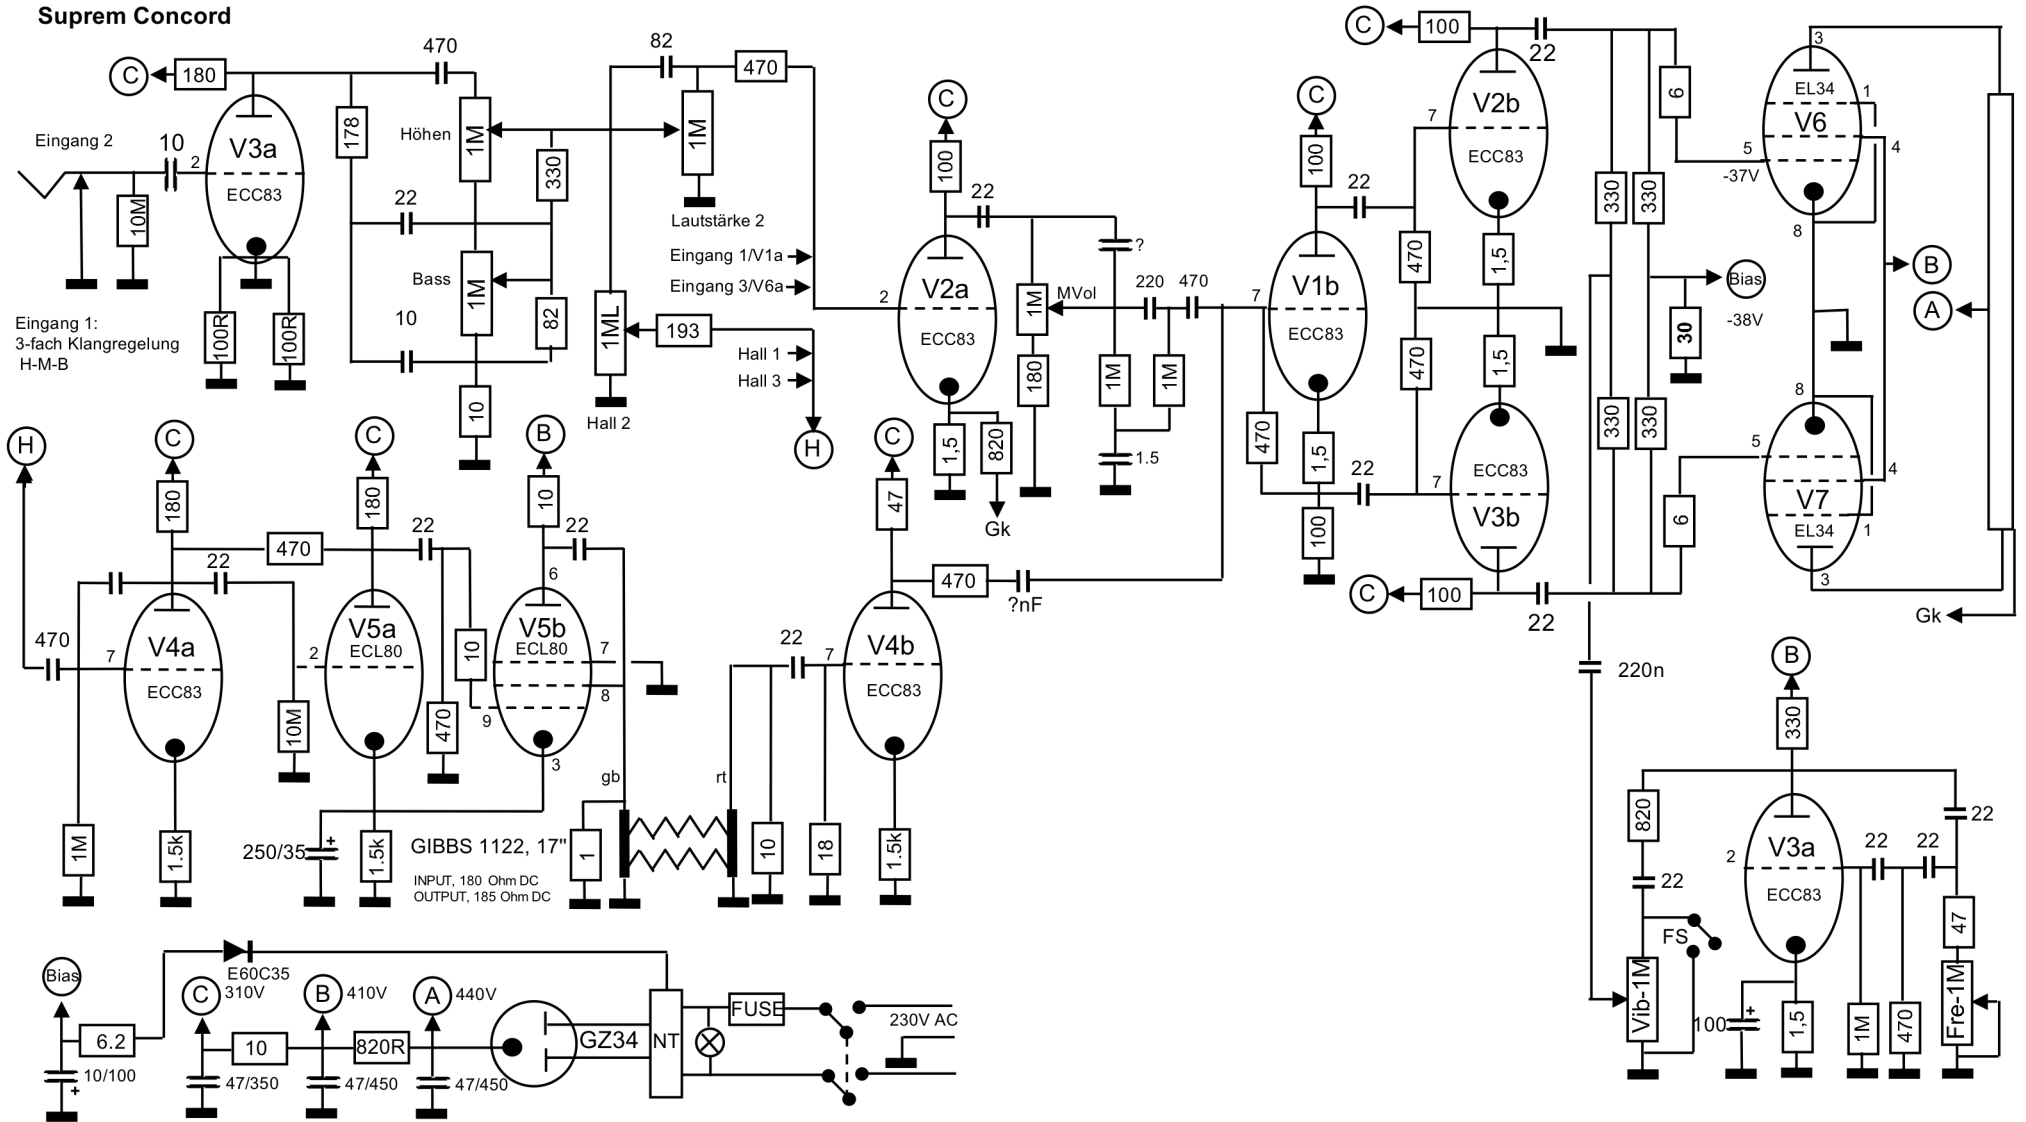 Suprem Concord
C
180
470
82
470
C
100
22
3
EL34
1
V6
6
V2b
7
ECC83
178
Höhen
1M
1M
Eingang 2
10
2
V3a
ECC83
10M
330
22
Lautstärke 2
C
100
22
C
100
22
5
4
-37V
330
330
8
Eingang 1/V1a
Eingang 3/V6a
Bass
1M
?
470
1,5
B
Bias
-38V
A
Eingang 1:
3-fach Klangregelung
H-M-B
100R
100R
10
82
1ML
193
2
V2a
ECC83
1M
MVol
220
470
7
V1b
ECC83
30
Hall 1
Hall 3
180
1M
1M
470
1,5
8
10
Hall 2
H
H
C
C
B
C
1,5
820
1.5
Gk
470
1,5
22
330
330
5
4
7
ECC83
V3b
V7
EL34
1
3
100
6
180
180
10
47
22
470
22
22
6
470
?nF
C
100
22
Gk
470
7
V4a
ECC83
2
V5a
ECL80
10
V5b
ECL80
7
8
9
22
7
V4b
ECC83
220n
B
10M
470
3
gb
rt
330
1M
1.5k
250/35
+
1.5k
GIBBS 1122, 17"
INPUT, 180 Ohm DC
OUTPUT, 185 Ohm DC
1
10
18
1.5k
820
22
V3a
2
ECC83
22
22
22
FS
47
Vib-1M
100
+
1,5
1M
470
Fre-1M
Bias
E60C35
C
310V
B
410V
A
440V
GZ34
NT
FUSE
230V AC
6.2
10
820R
10/100
+
47/350
47/450
47/450